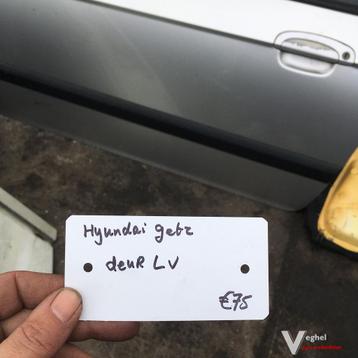 Hyundai getz
deuR LV
€75
Veghel